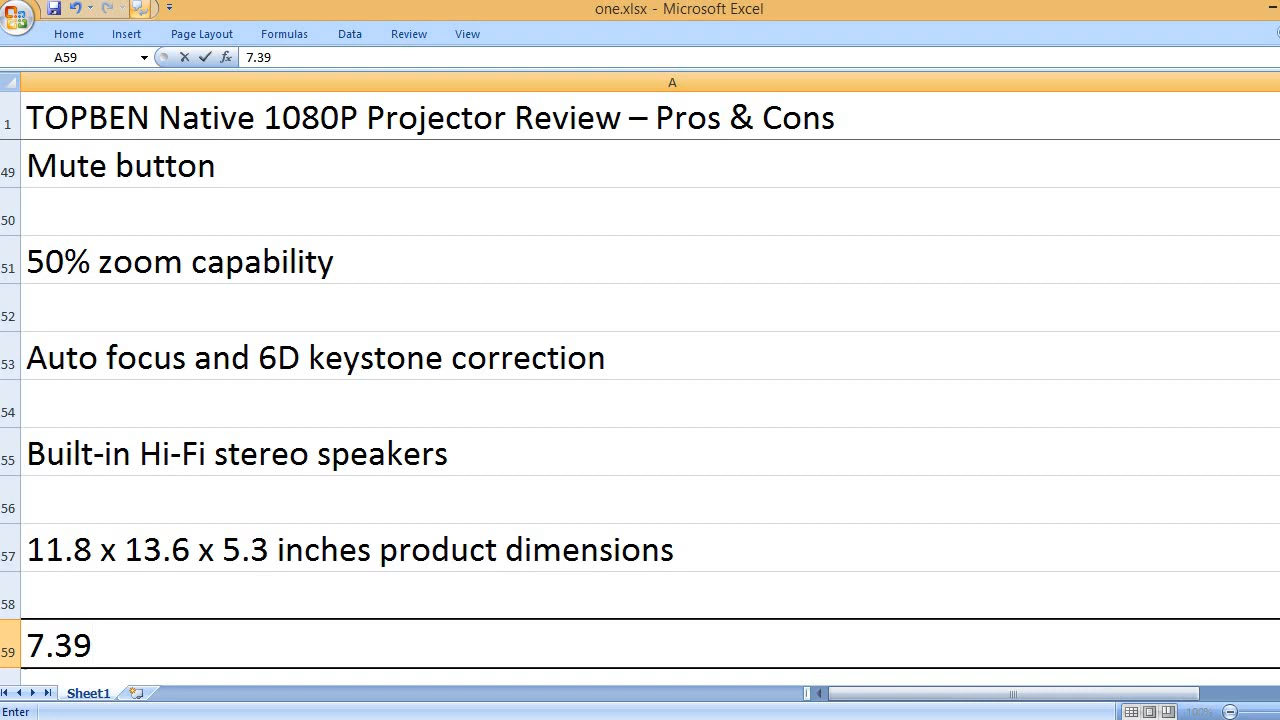 one.xlsx - Microsoft Excel
Home Insert Page Layout Formulas Data Review View
A59 fx 7.39
A
1 TOPBEN Native 1080P Projector Review – Pros & Cons
49 Mute button
50
51 50% zoom capability
52
53 Auto focus and 6D keystone correction
54
55 Built-in Hi-Fi stereo speakers
56
57 11.8 x 13.6 x 5.3 inches product dimensions
58
59 7.39
Sheet1
Enter 100%